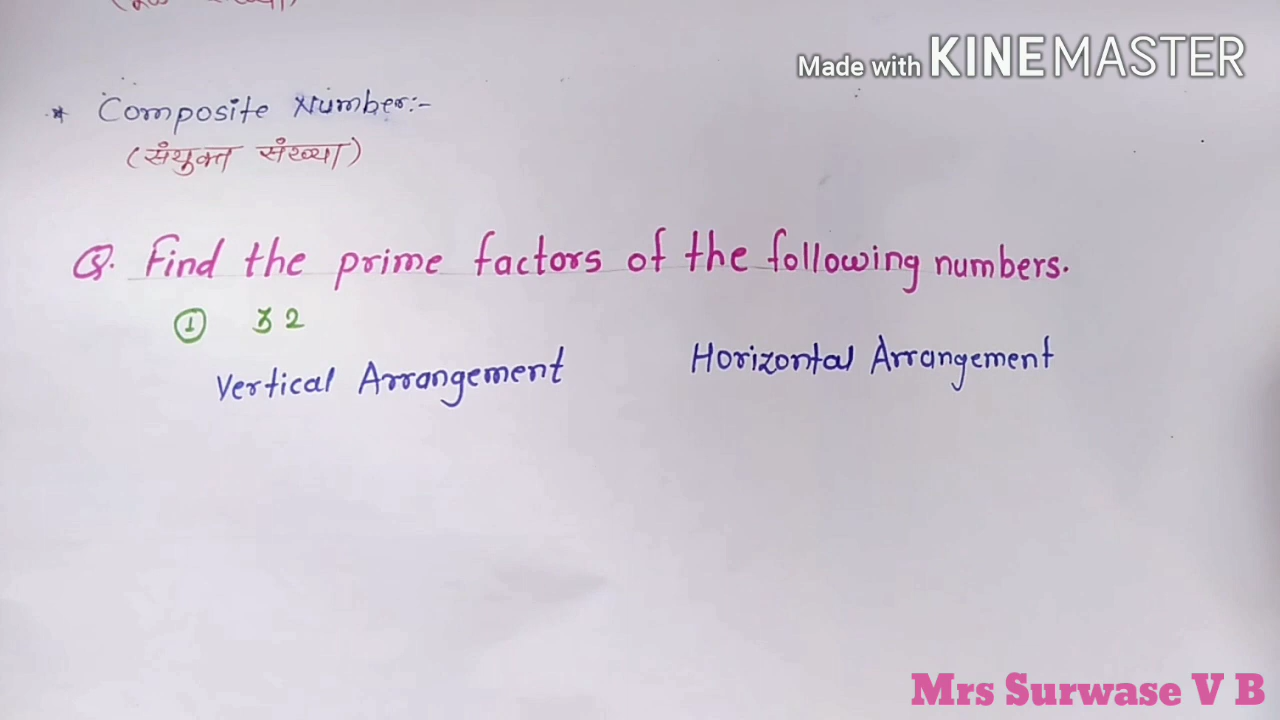 Made with KINEMASTER
* Composite Number:-
(संयुक्त संख्या)
Q. Find the prime factors of the following numbers.
① 32
Vertical Arrangement
Horizontal Arrangement
Mrs Surwase V B